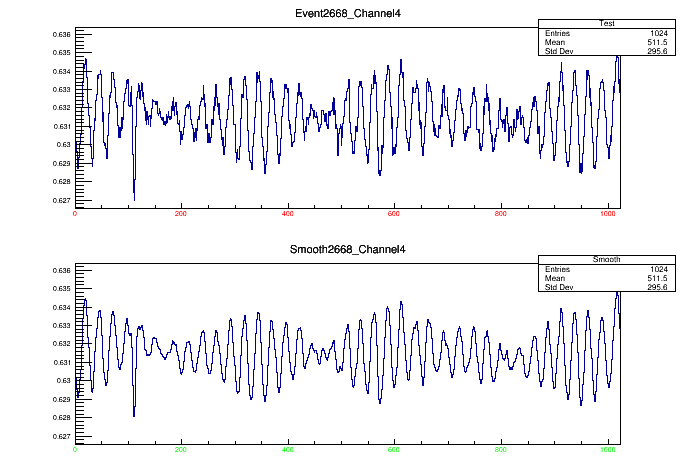 Event2668_Channel4
Test
Entries 1024
Mean 511.5
Std Dev 295.6
0.636
0.635
0.634
0.633
0.632
0.631
0.63
0.629
0.628
0.627
0 200 400 600 800 1000
Smooth2668_Channel4
Smooth
Entries 1024
Mean 511.5
Std Dev 295.6
0.636
0.635
0.634
0.633
0.632
0.631
0.63
0.629
0.628
0.627
0 200 400 600 800 1000